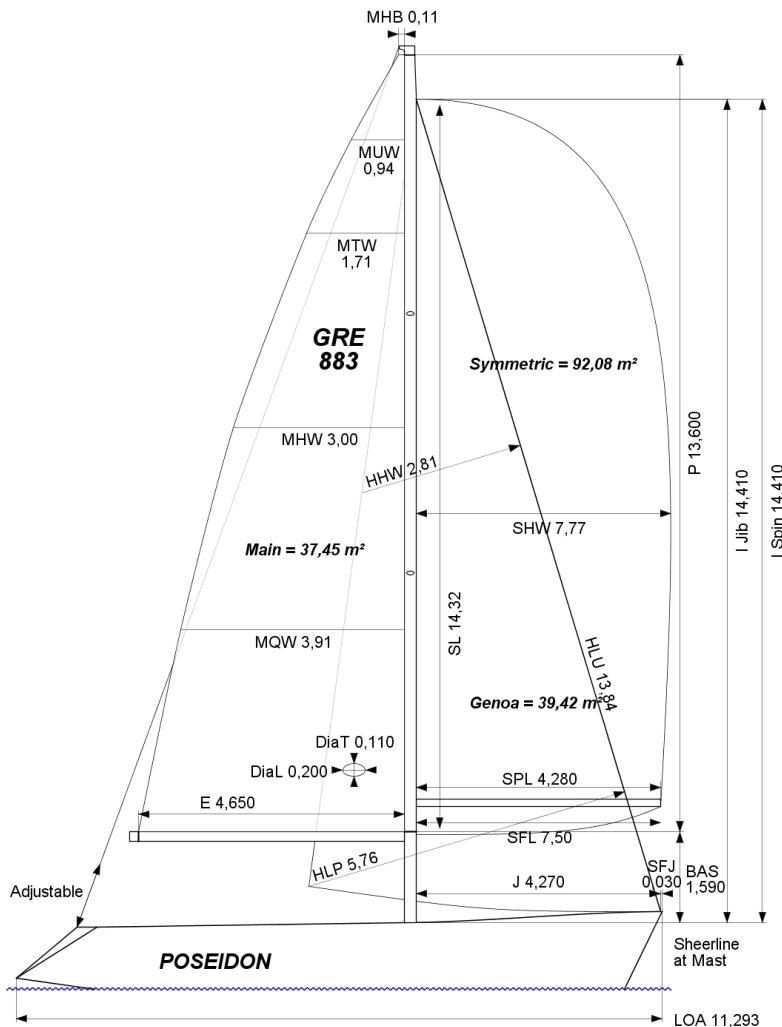 MHB 0,11
MUW
0,94
MTW
1,71
GRE
883
Symmetric = 92,08 m²
P 13,600
MHW 3,00
HHW 2,81
I Jib 14,410
I Spin 14,410
SHW 7,77
Main = 37,45 m²
SL 14,32
MQW 3,91
HLU 13,84
Genoa = 39,42 m²
DiaT 0,110
DiaL 0,200
SPL 4,280
E 4,650
SFL 7,50
HLP 5,76
SFJ
0,030
BAS
1,590
J 4,270
Adjustable
Sheerline
at Mast
POSEIDON
LOA 11,293